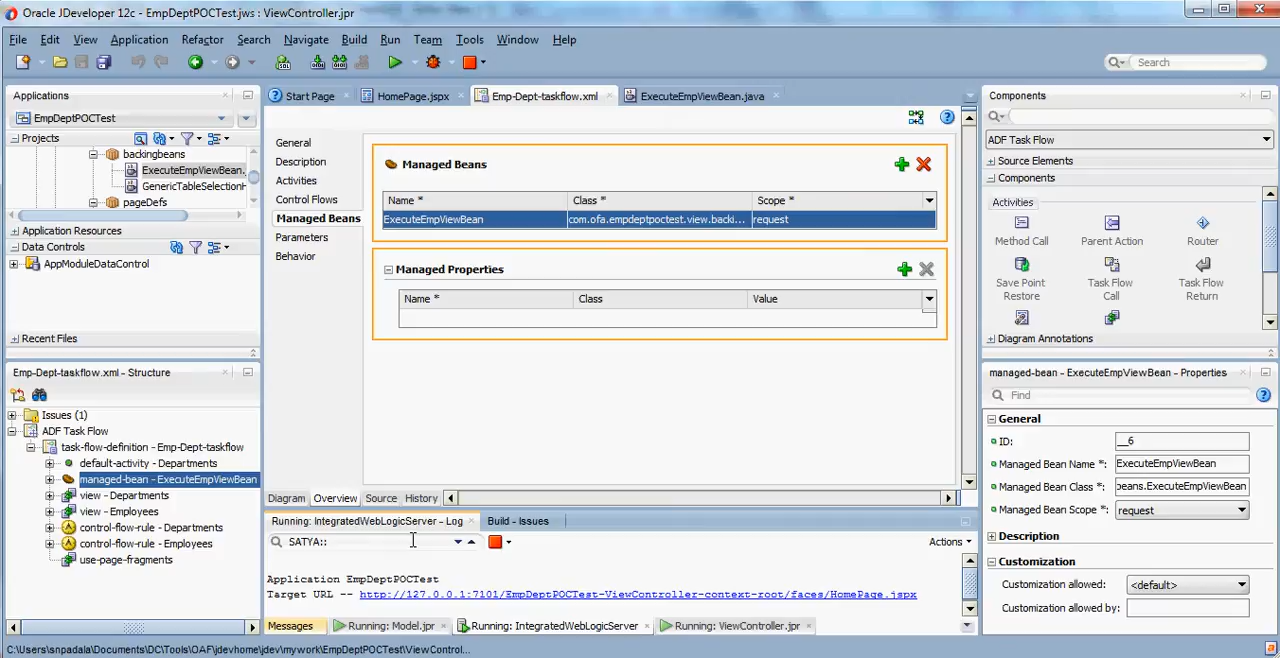 Oracle JDeveloper 12c - EmpDeptPOCTest.jws : ViewController.jpr
File Edit View Application Refactor Search Navigate Build Run Team Tools Window Help
Search
Applications
EmpDeptPOCTest
Projects
backingbeans
ExecuteEmpViewBean.
GenericTableSelectionH
pageDefs
Application Resources
Data Controls
AppModuleDataControl
Recent Files
Emp-Dept-taskflow.xml - Structure
Issues (1)
ADF Task Flow
task-flow-definition - Emp-Dept-taskflow
default-activity - Departments
managed-bean - ExecuteEmpViewBean
view - Departments
view - Employees
control-flow-rule - Departments
control-flow-rule - Employees
use-page-fragments
Start Page HomePage.jspx Emp-Dept-taskflow.xml ExecuteEmpViewBean.java
General
Description
Activities
Control Flows
Managed Beans
Parameters
Behavior
Managed Beans
Name * Class * Scope *
ExecuteEmpViewBean com.ofa.empdeptpoctest.view.backi... request
Managed Properties
Name * Class Value
Diagram Overview Source History
Running: IntegratedWebLogicServer - Log Build - Issues
SATYA:: Actions
Application EmpDeptPOCTest
Target URL -- http://127.0.0.1:7101/EmpDeptPOCTest-ViewController-context-root/faces/HomePage.jspx
Messages Running: Model.jpr Running: IntegratedWebLogicServer Running: ViewController.jpr
Components
ADF Task Flow
Source Elements
Components
Activities
Method Call Parent Action Router
Save Point Restore Task Flow Call Task Flow Return
Diagram Annotations
managed-bean - ExecuteEmpViewBean - Properties
Find
General
ID: __6
Managed Bean Name *: ExecuteEmpViewBean
Managed Bean Class *: beans.ExecuteEmpViewBean
Managed Bean Scope *: request
Description
Customization
Customization allowed: <default>
Customization allowed by:
C:\Users\snpadala\Documents\DC\Tools\OAF\jdevhome\jdev\mywork\EmpDeptPOCTest\ViewControl...